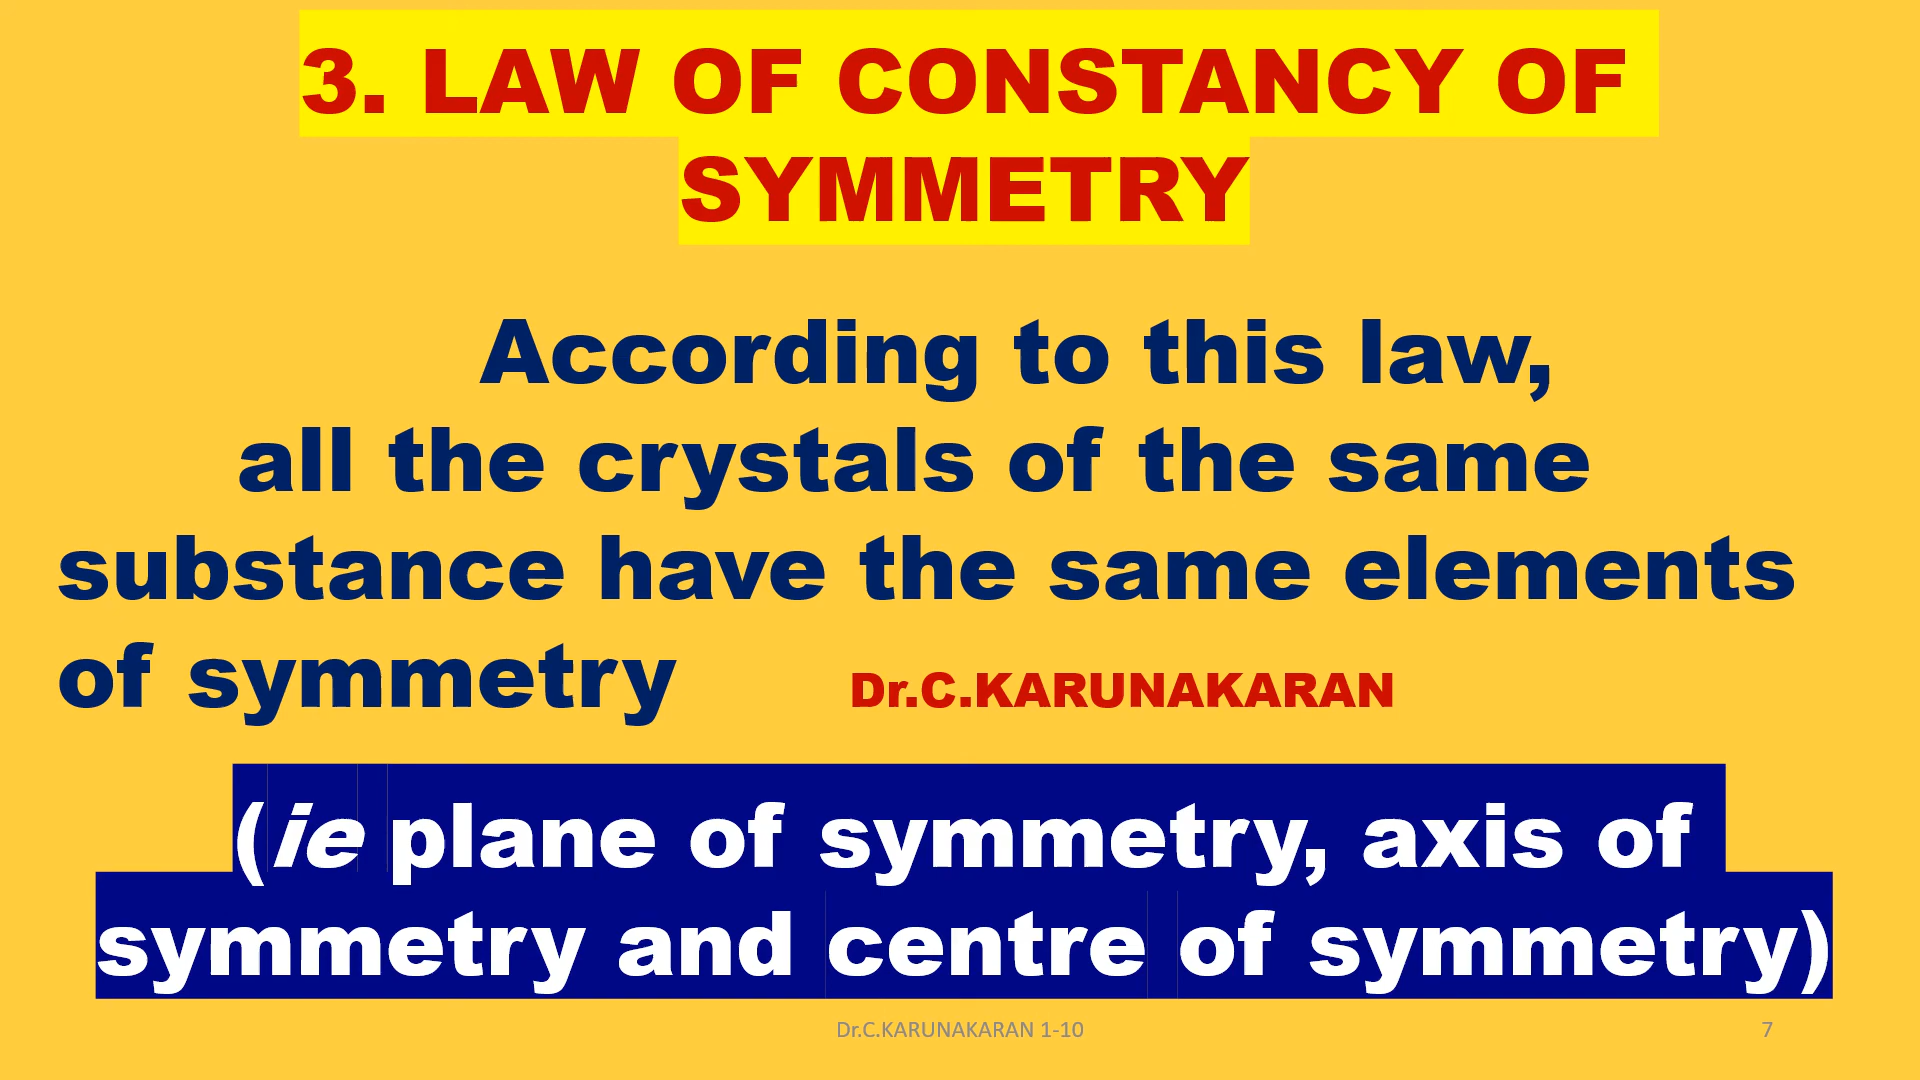 3. LAW OF CONSTANCY OF
SYMMETRY
According to this law,
all the crystals of the same
substance have the same elements
of symmetry Dr.C.KARUNAKARAN
(ie plane of symmetry, axis of
symmetry and centre of symmetry)
Dr.C.KARUNAKARAN 1-10 7